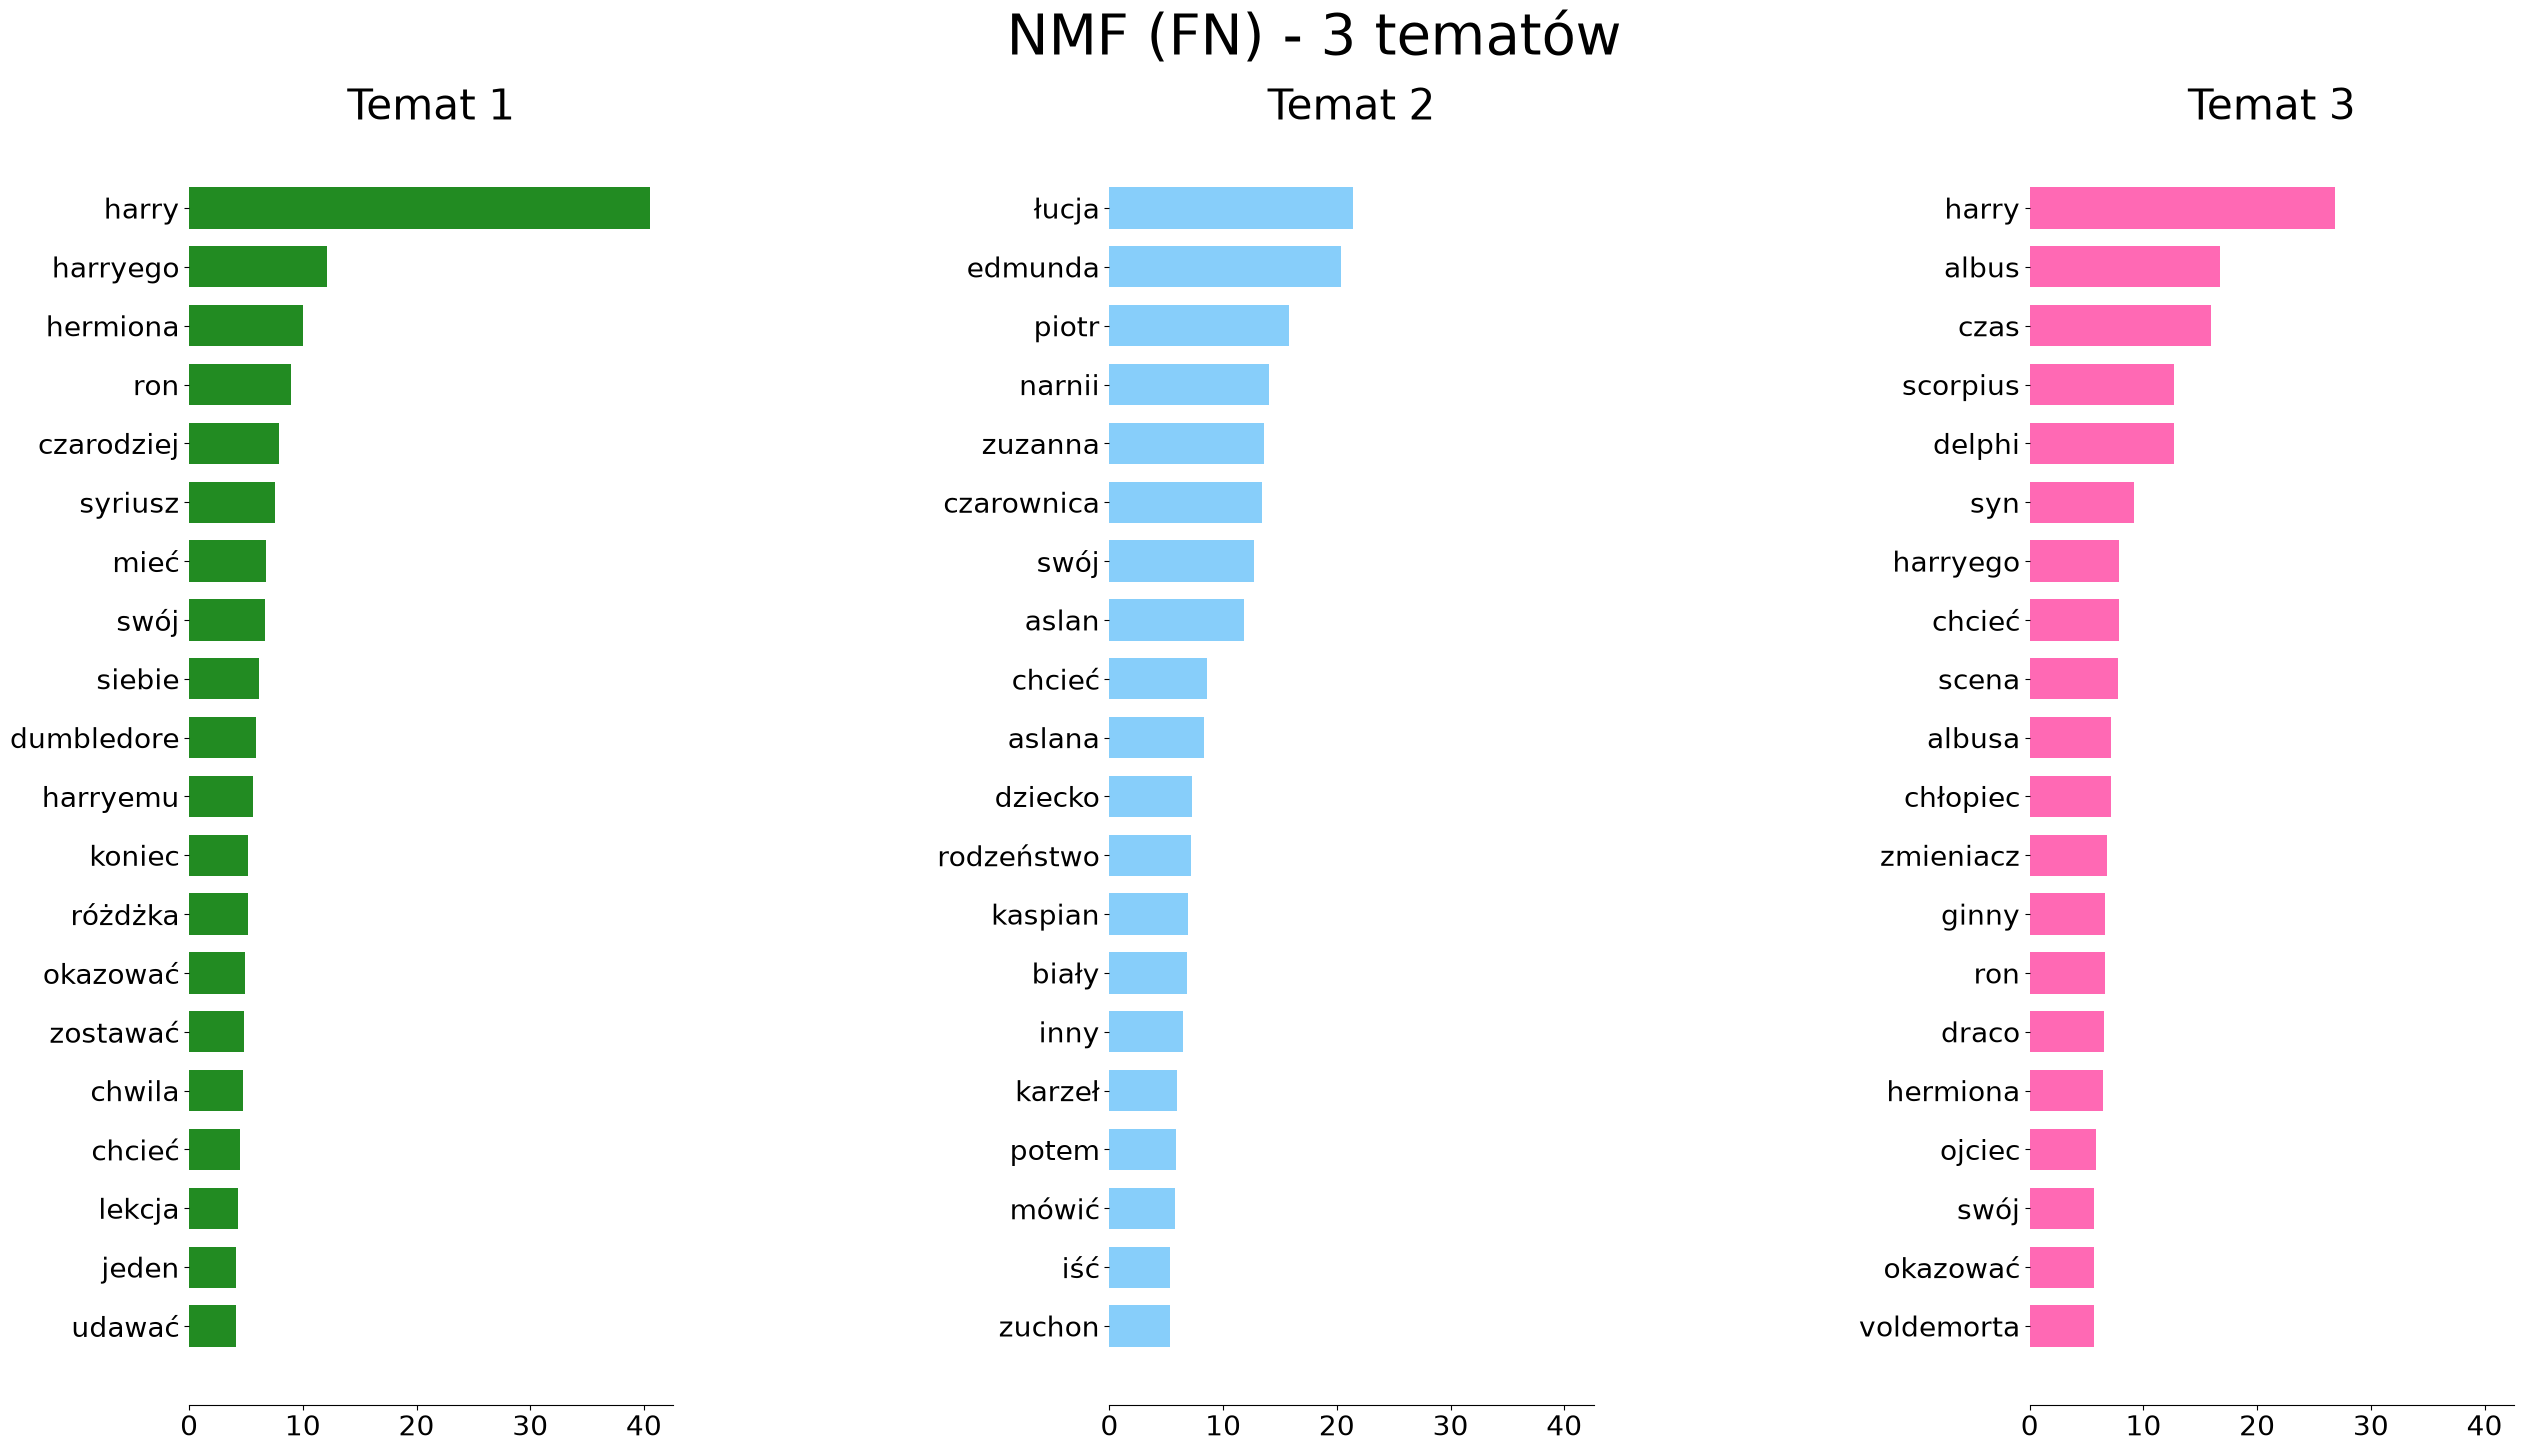 NMF (FN) - 3 tematów
Temat 1
harry
harryego
hermiona
ron
czarodziej
syriusz
mieć
swój
siebie
dumbledore
harryemu
koniec
różdżka
okazować
zostawać
chwila
chcieć
lekcja
jeden
udawać
0 10 20 30 40
Temat 2
łucja
edmunda
piotr
narnii
zuzanna
czarownica
swój
aslan
chcieć
aslana
dziecko
rodzeństwo
kaspian
biały
inny
karzeł
potem
mówić
iść
zuchon
0 10 20 30 40
Temat 3
harry
albus
czas
scorpius
delphi
syn
harryego
chcieć
scena
albusa
chłopiec
zmieniacz
ginny
ron
draco
hermiona
ojciec
swój
okazować
voldemorta
0 10 20 30 40